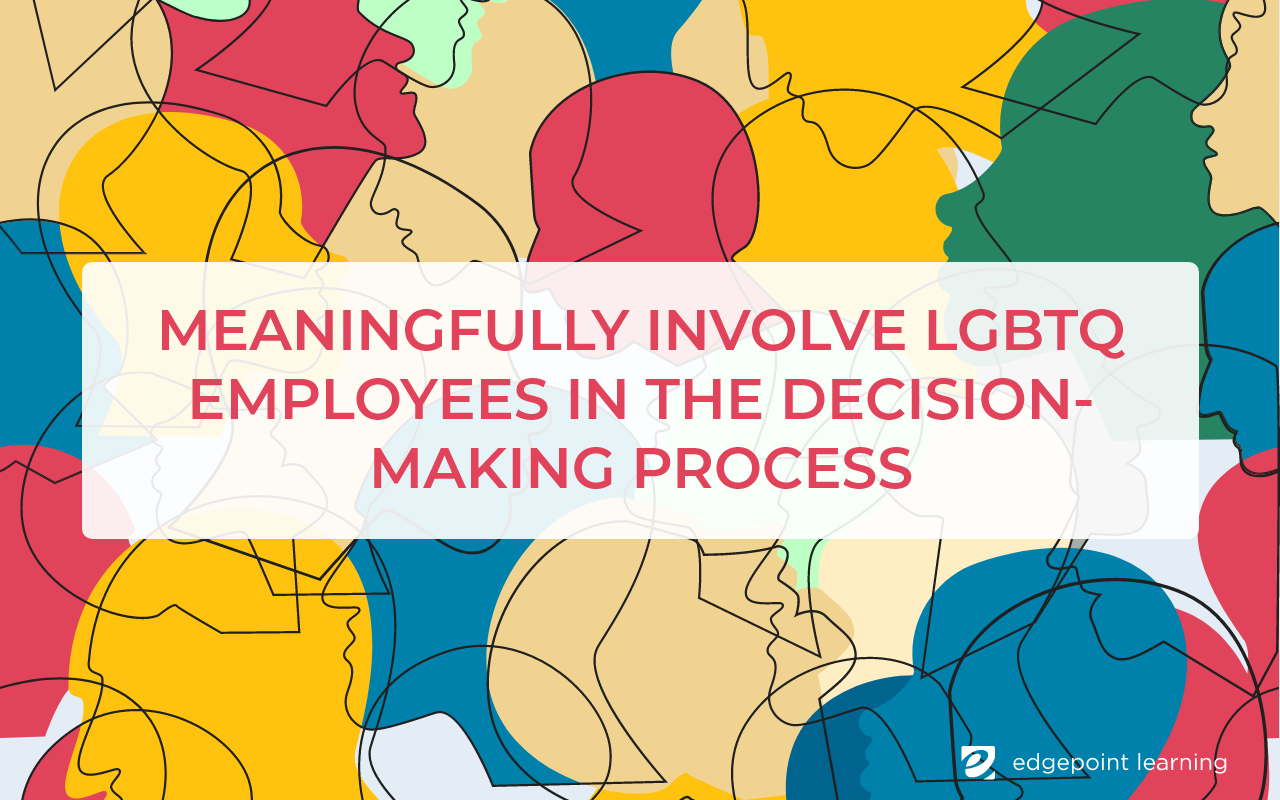 MEANINGFULLY INVOLVE LGBTQ
EMPLOYEES IN THE DECISION-
MAKING PROCESS
edgepoint learning